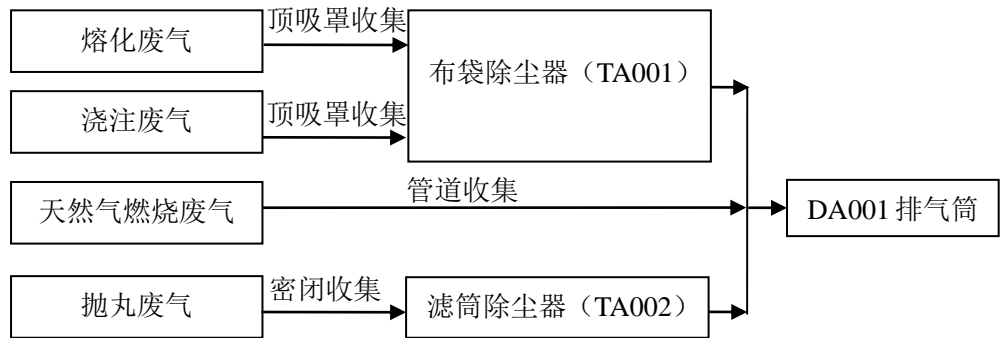 顶吸罩收集
熔化废气
布袋除尘器（TA001）
顶吸罩收集
浇注废气
管道收集
天然气燃烧废气
DA001 排气筒
密闭收集
抛丸废气
滤筒除尘器（TA002）